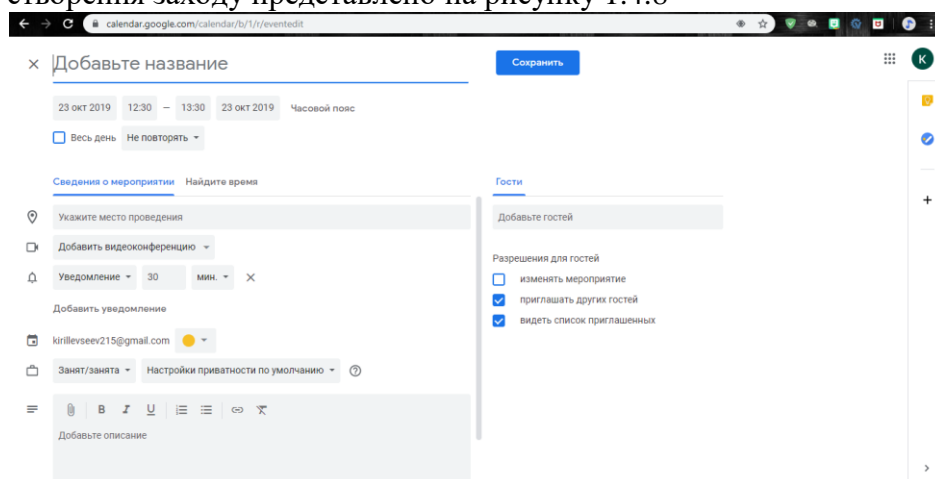 створення заходу представлено на рисунку 1.4.8
calendar.google.com/calendar/b/1/r/eventedit
Добавьте название
Сохранить
К
23 окт 2019 12:30 – 13:30 23 окт 2019 Часовой пояс
Весь день Не повторять
Сведения о мероприятии Найдите время
Гости
Укажите место проведения
Добавьте гостей
Добавить видеоконференцию
Разрешения для гостей
Уведомление 30 мин.
изменять мероприятие
приглашать других гостей
Добавить уведомление
видеть список приглашенных
kirillevseev215@gmail.com
Занят/занята Настройки приватности по умолчанию
B I U
Добавьте описание